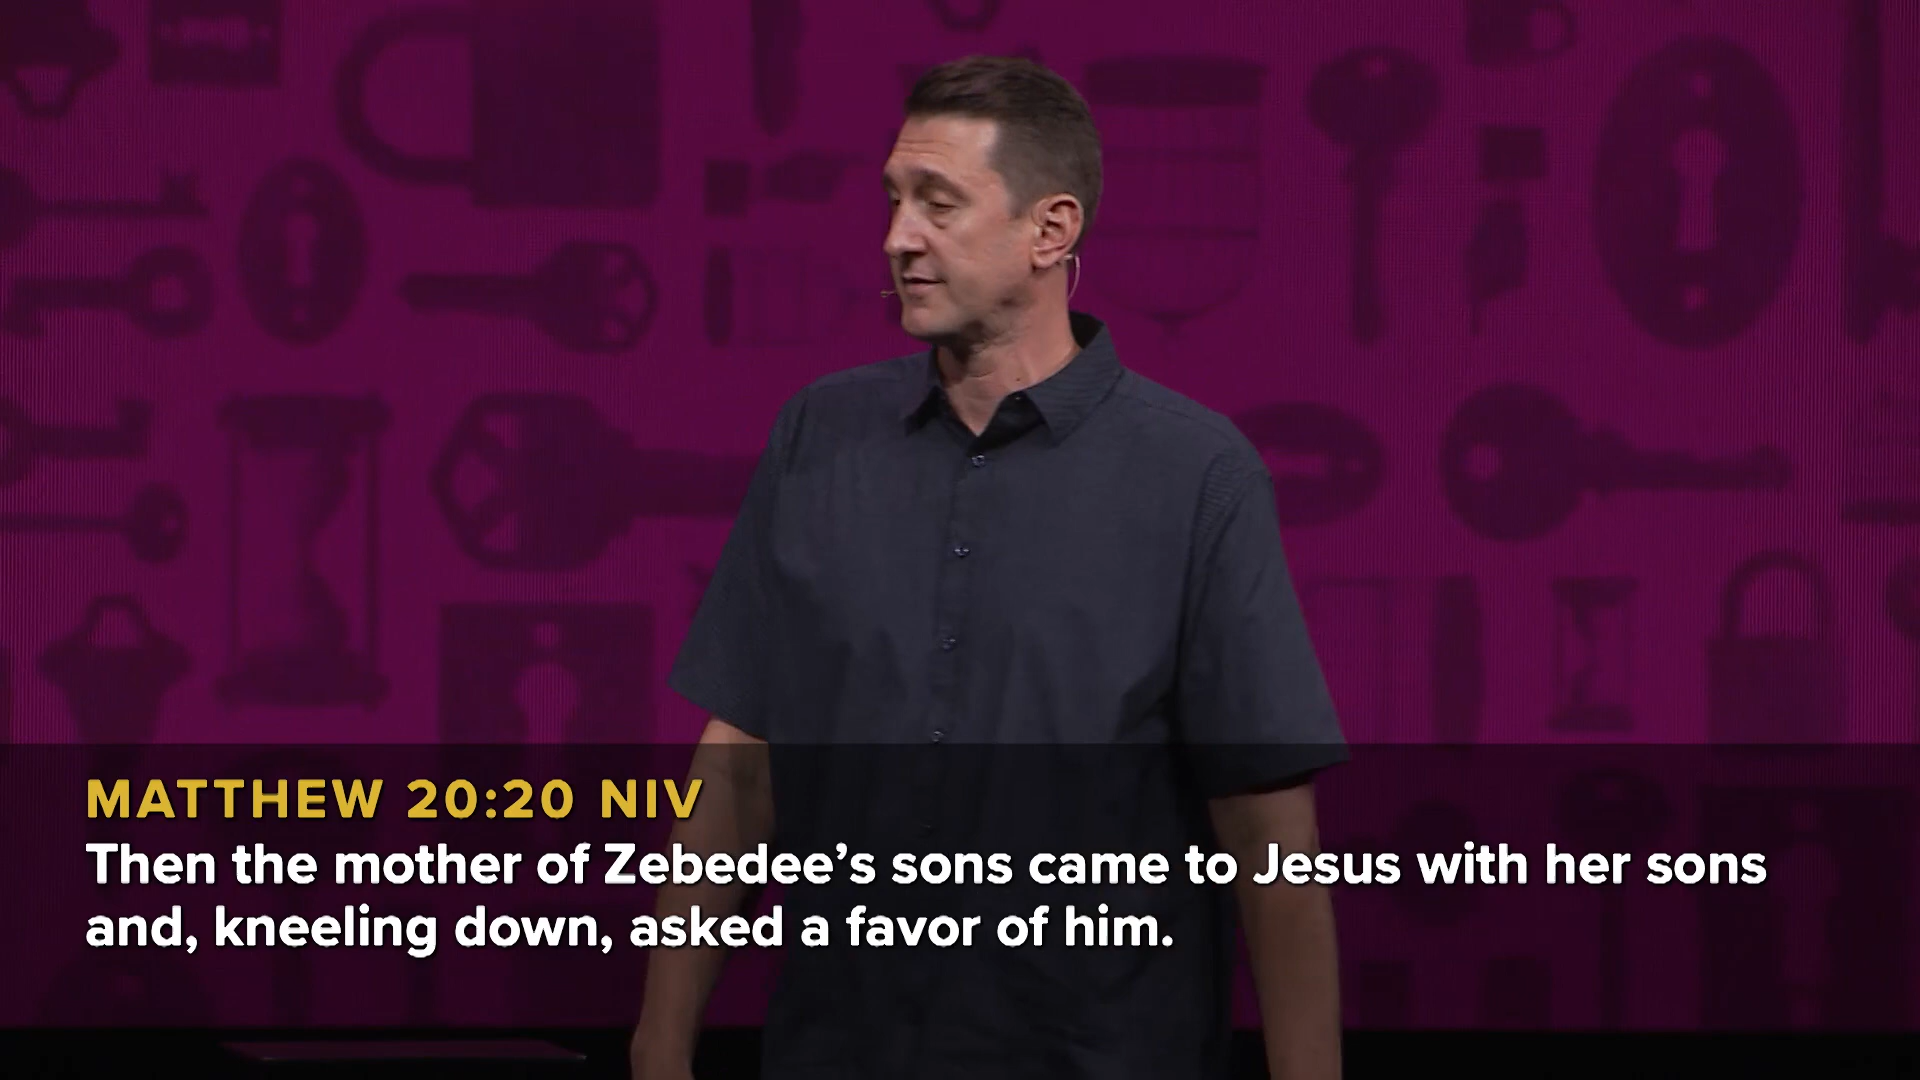 MATTHEW 20:20 NIV
Then the mother of Zebedee’s sons came to Jesus with her sons
and, kneeling down, asked a favor of him.